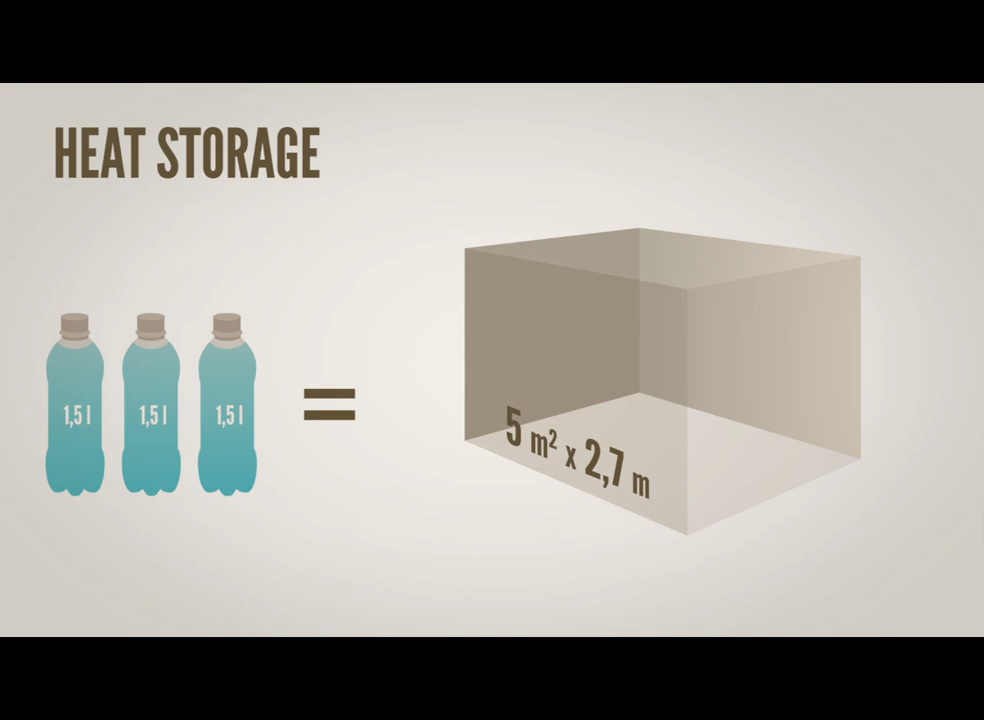 HEAT STORAGE
1,5 l
1,5 l
1,5 l
=
5 m² x 2,7 m